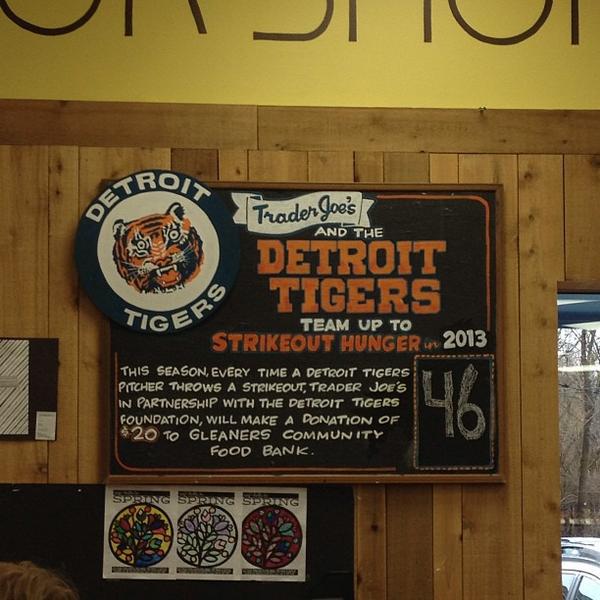 DETROIT
TIGERS
Trader Joe's
AND THE
DETROIT
TIGERS
TEAM UP TO
STRIKEOUT HUNGER in 2013
THIS SEASON, EVERY TIME A DETROIT TIGERS
PITCHER THROWS A STRIKEOUT, TRADER JOE'S
IN PARTNERSHIP WITH THE DETROIT TIGERS
FOUNDATION, WILL MAKE A DONATION OF
$20 TO GLEANERS COMMUNITY
FOOD BANK.
46
SPRING
SPRING
SPRING